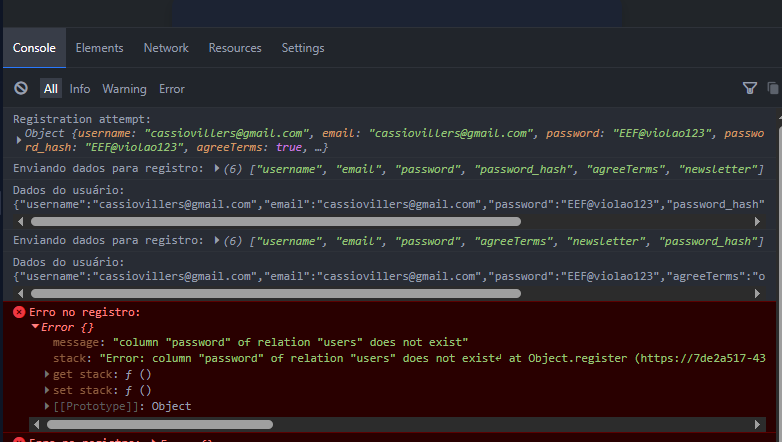 Console Elements Network Resources Settings
All Info Warning Error
Registration attempt:
Object {username: "cassiovillers@gmail.com", email: "cassiovillers@gmail.com", password: "EEF@violao123", passwo
rd_hash: "EEF@violao123", agreeTerms: true, …}
Enviando dados para registro: (6) ["username", "email", "password", "password_hash", "agreeTerms", "newsletter"]
Dados do usuário:
{"username":"cassiovillers@gmail.com","email":"cassiovillers@gmail.com","password":"EEF@violao123","password_hash"
Enviando dados para registro: (6) ["username", "email", "password", "agreeTerms", "newsletter", "password_hash"]
Dados do usuário:
{"username":"cassiovillers@gmail.com","email":"cassiovillers@gmail.com","password":"EEF@violao123","agreeTerms":"o
Erro no registro:
Error {}
message: "column "password" of relation "users" does not exist"
stack: "Error: column "password" of relation "users" does not exist↵ at Object.register (https://7de2a517-43
get stack: ƒ ()
set stack: ƒ ()
[[Prototype]]: Object